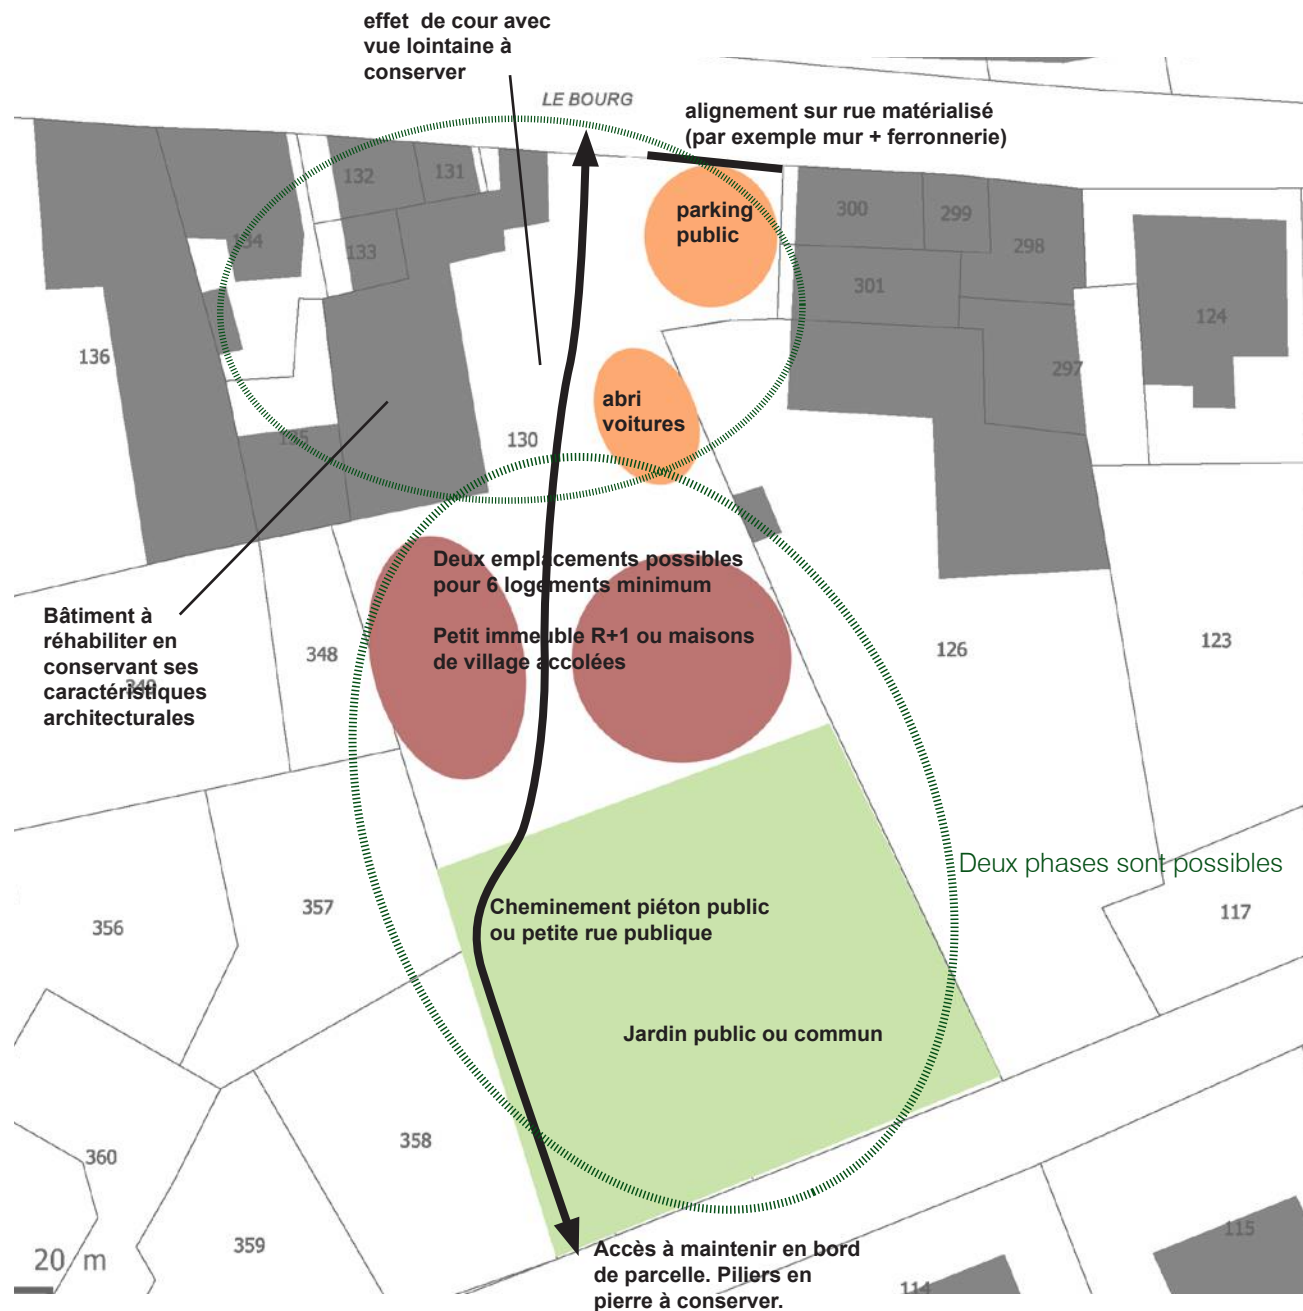 effet de cour avec
vue lointaine à
conserver
LE BOURG
alignement sur rue matérialisé
(par exemple mur + ferronnerie)
132
131
134
133
136
135
130
parking
public
abri
voitures
300
299
298
301
297
124
Deux emplacements possibles
pour 6 logements minimum
Petit immeuble R+1 ou maisons
de village accolées
Bâtiment à
réhabiliter en
conservant ses
caractéristiques
architecturales
348
349
126
123
Deux phases sont possibles
117
356
357
Cheminement piéton public
ou petite rue publique
Jardin public ou commun
358
360
359
20 m
Accès à maintenir en bord
de parcelle. Piliers en
pierre à conserver.
115
114